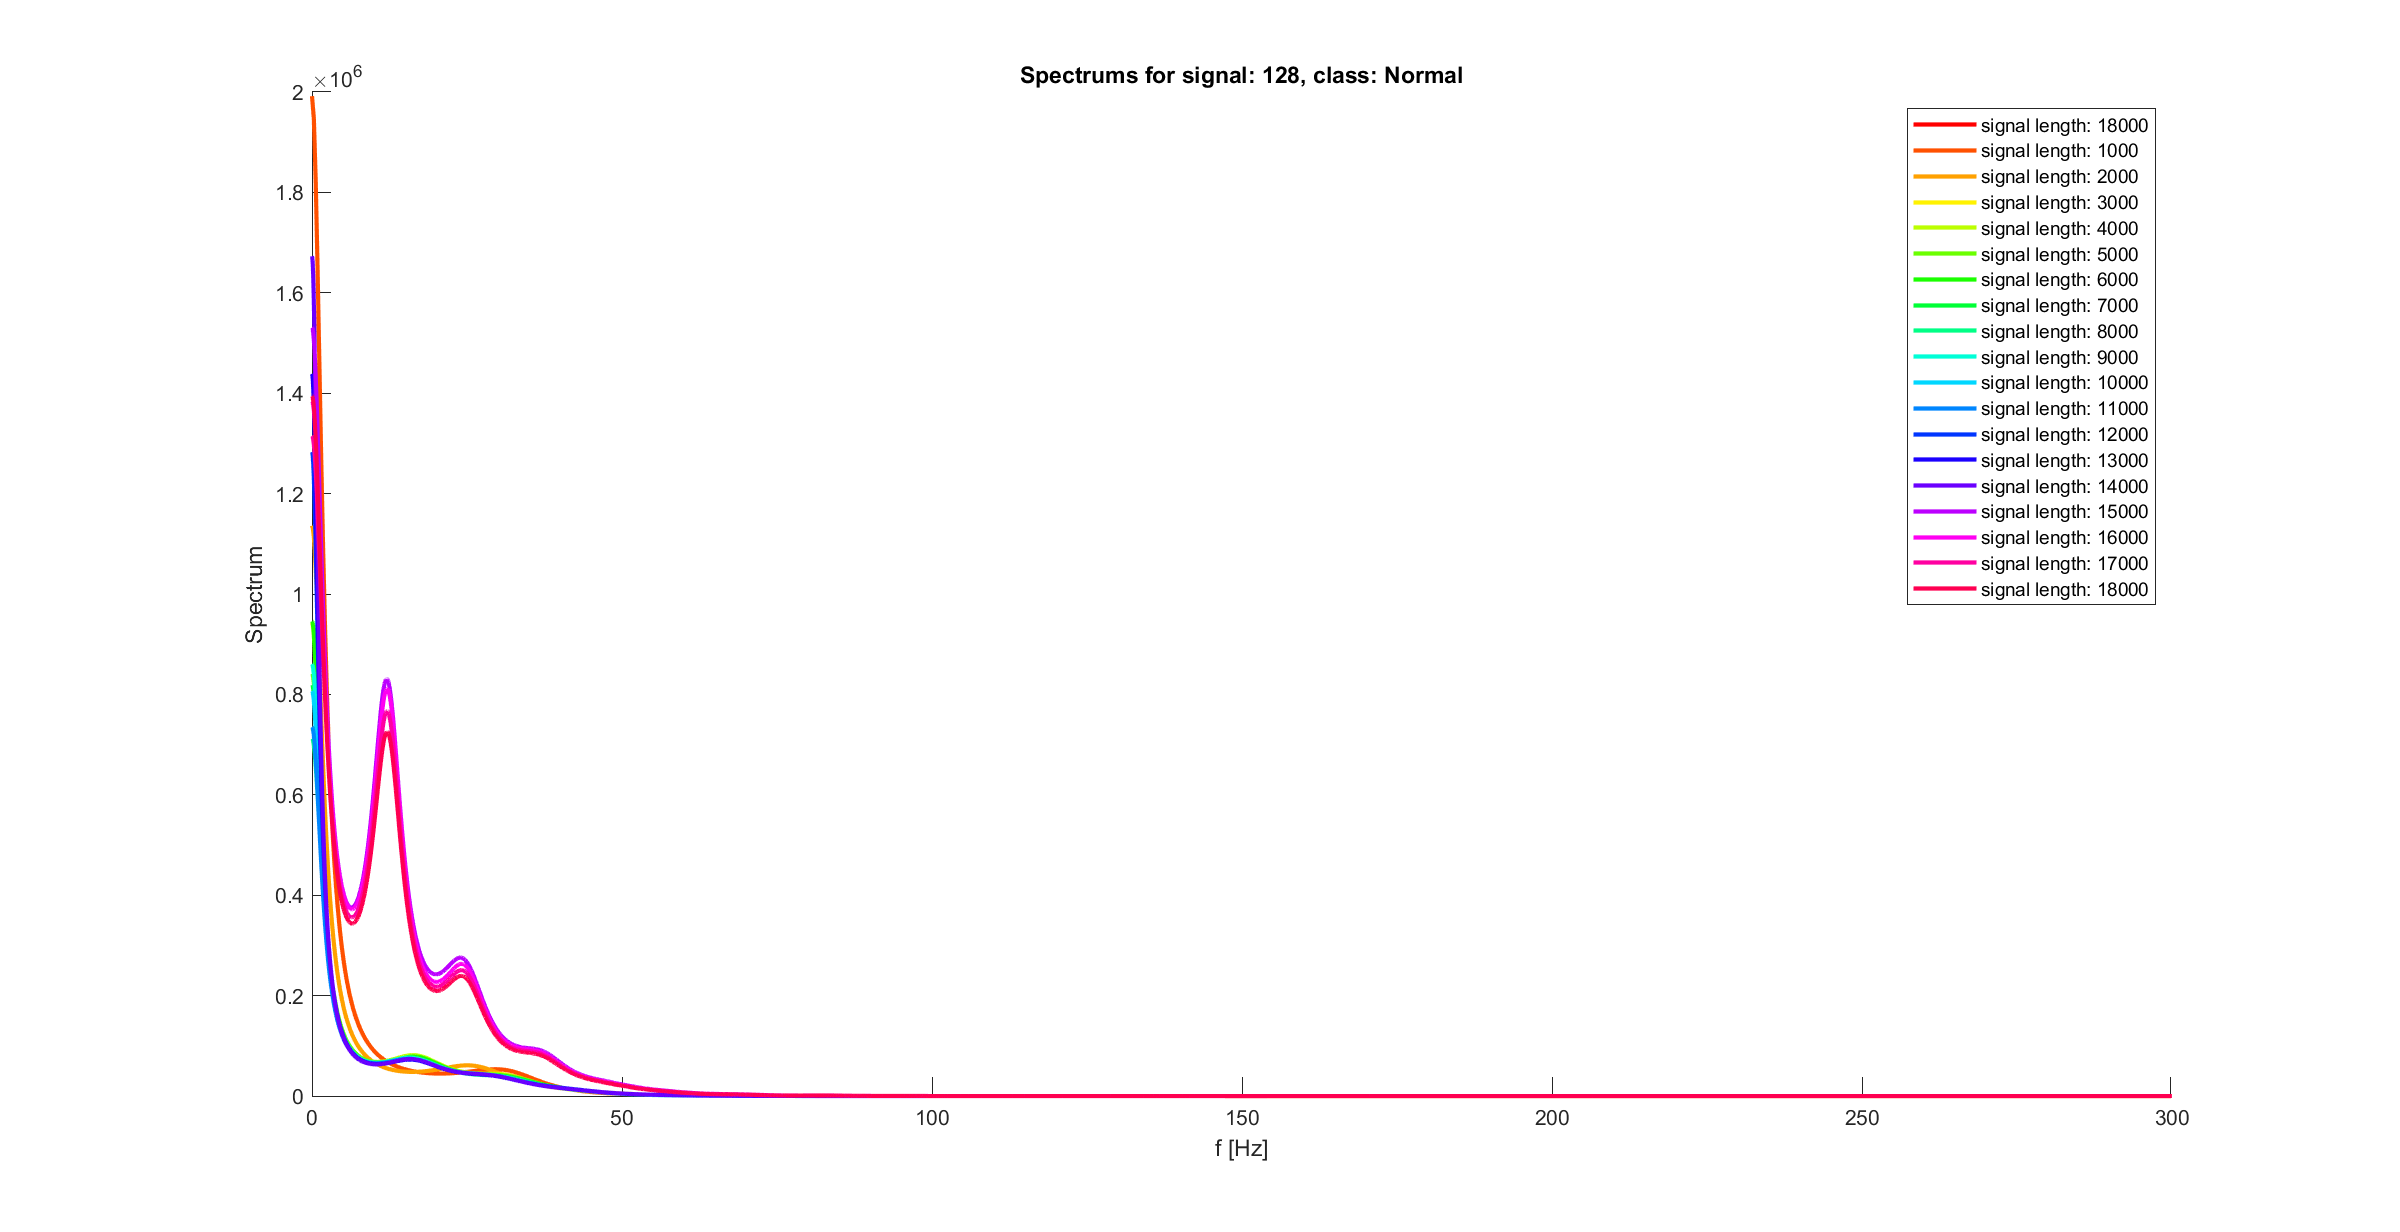 Spectrums for signal: 128, class: Normal
×10^6
2
1.8
1.6
1.4
1.2
1
0.8
0.6
0.4
0.2
0
Spectrum
0 50 100 150 200 250 300
f [Hz]
signal length: 18000
signal length: 1000
signal length: 2000
signal length: 3000
signal length: 4000
signal length: 5000
signal length: 6000
signal length: 7000
signal length: 8000
signal length: 9000
signal length: 10000
signal length: 11000
signal length: 12000
signal length: 13000
signal length: 14000
signal length: 15000
signal length: 16000
signal length: 17000
signal length: 18000